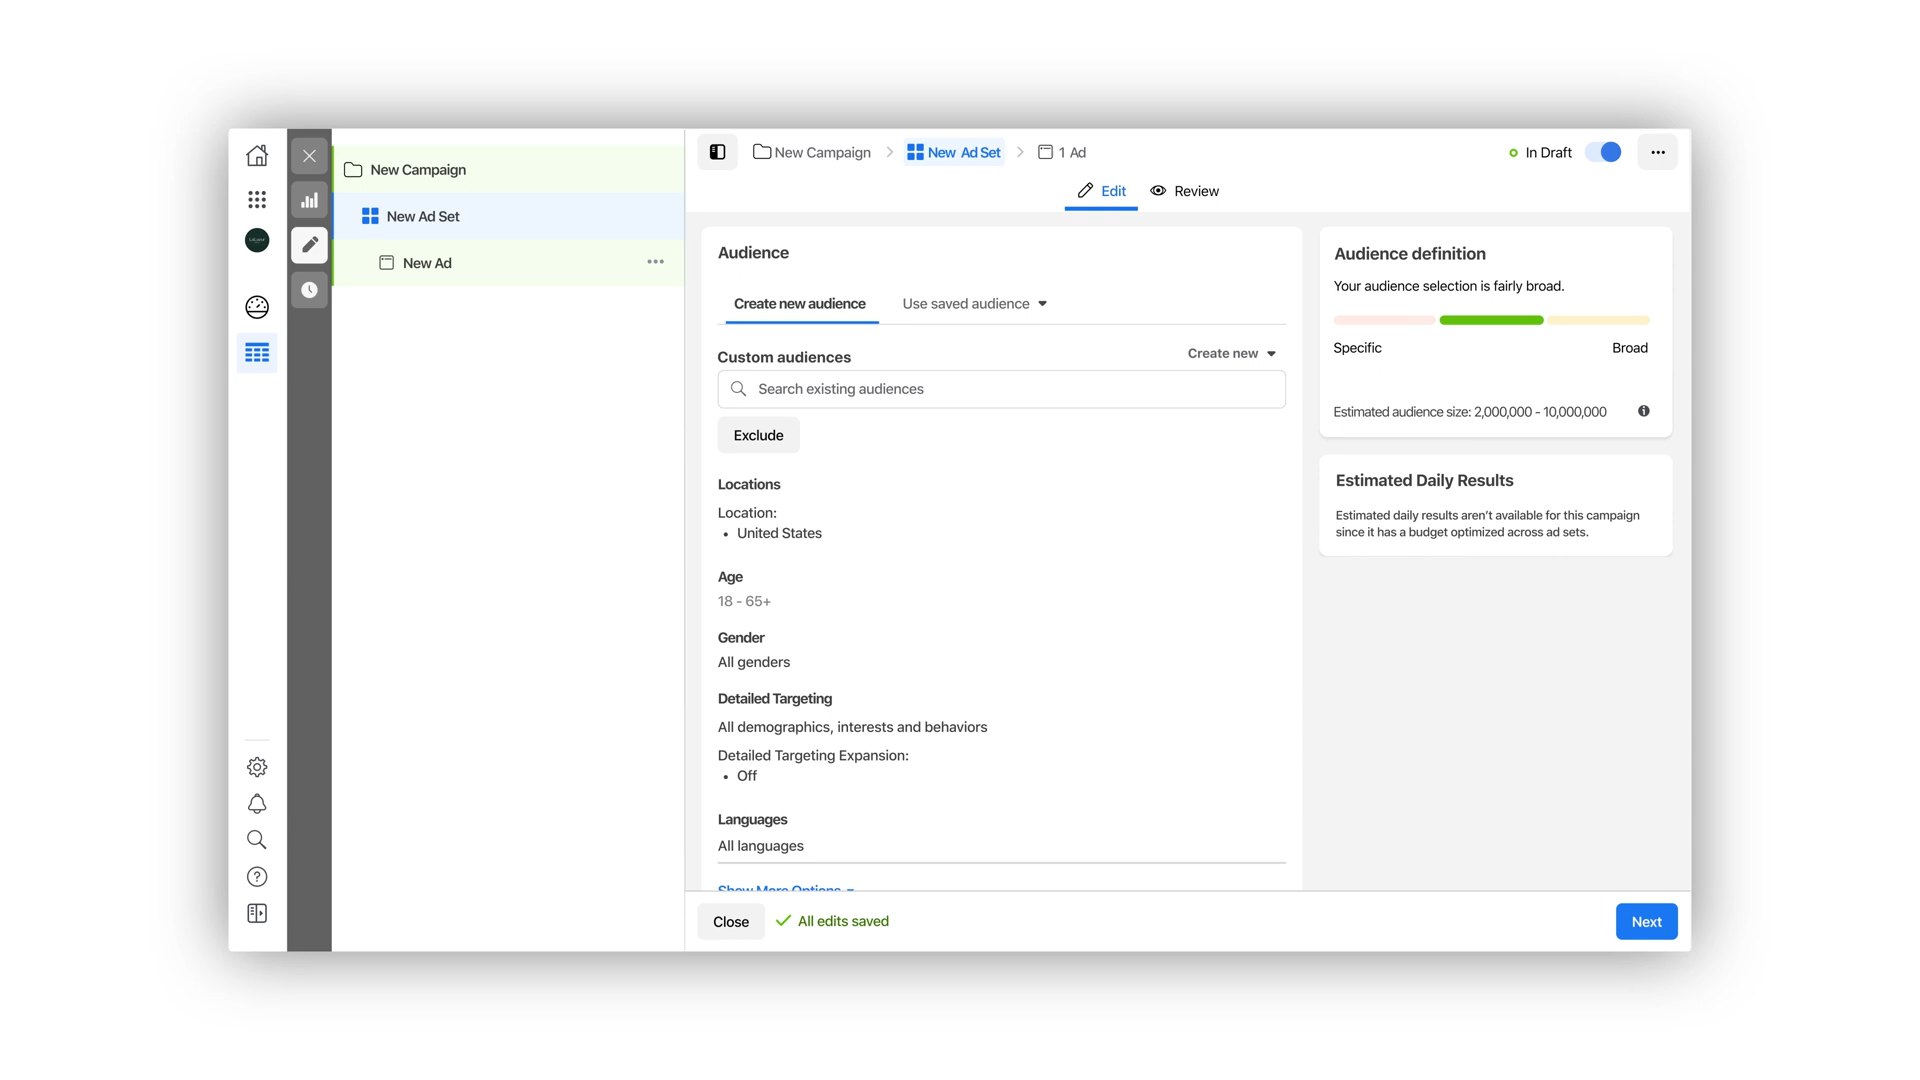 New Campaign
New Ad Set
New Ad
New Campaign
New Ad Set
1 Ad
In Draft
Edit
Review
Audience
Create new audience
Use saved audience
Custom audiences
Create new
Search existing audiences
Exclude
Locations
Location:
• United States
Age
18 - 65+
Gender
All genders
Detailed Targeting
All demographics, interests and behaviors
Detailed Targeting Expansion:
• Off
Languages
All languages
Show More Options
Audience definition
Your audience selection is fairly broad.
Specific
Broad
Estimated audience size: 2,000,000 - 10,000,000
Estimated Daily Results
Estimated daily results aren’t available for this campaign
since it has a budget optimized across ad sets.
Close
All edits saved
Next